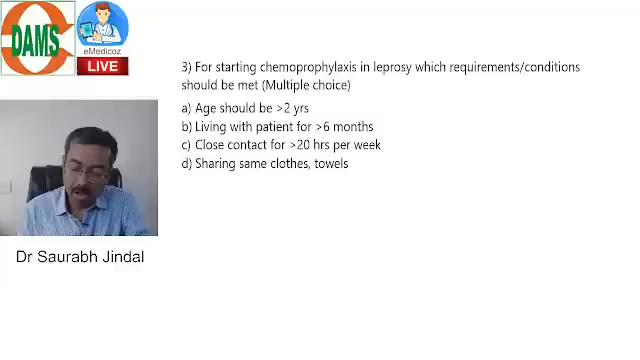 DAMS
eMedicoz
LIVE
3) For starting chemoprophylaxis in leprosy which requirements/conditions
should be met (Multiple choice)
a) Age should be >2 yrs
b) Living with patient for >6 months
c) Close contact for >20 hrs per week
d) Sharing same clothes, towels
Dr Saurabh Jindal